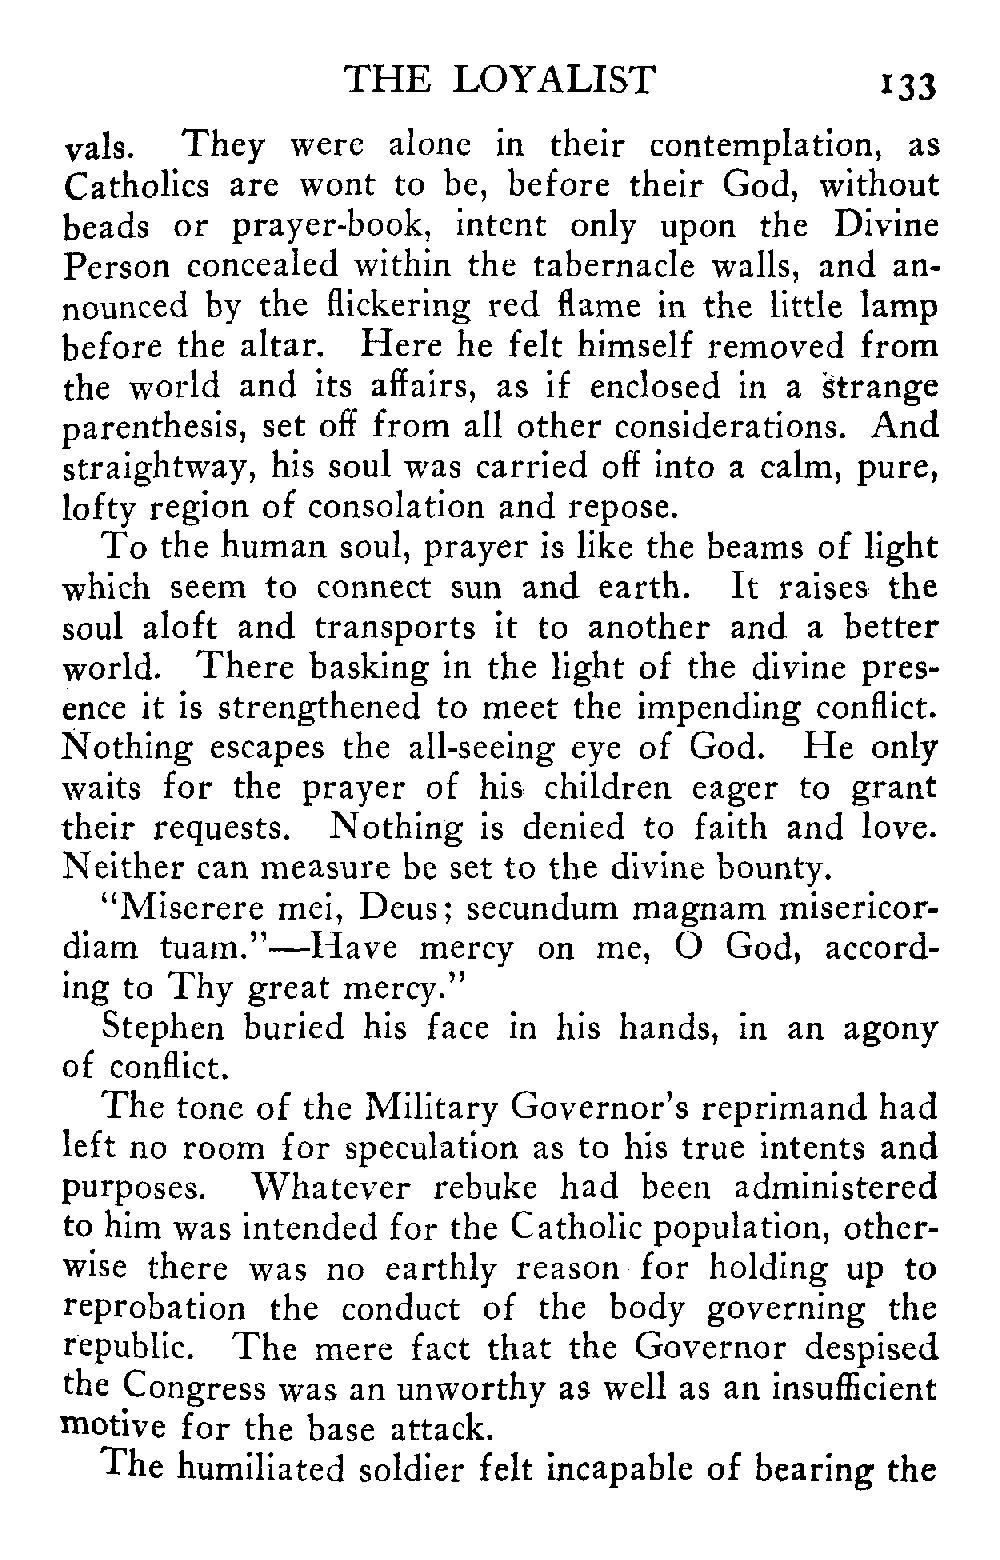 THE LOYALIST 133
vals. They were alone in their contemplation, as
Catholics are wont to be, before their God, without
beads or prayer-book, intent only upon the Divine
Person concealed within the tabernacle walls, and an-
nounced by the flickering red flame in the little lamp
before the altar. Here he felt himself removed from
the world and its affairs, as if enclosed in a strange
parenthesis, set off from all other considerations. And
straightway, his soul was carried off into a calm, pure,
lofty region of consolation and repose.
To the human soul, prayer is like the beams of light
which seem to connect sun and earth. It raises the
soul aloft and transports it to another and a better
world. There basking in the light of the divine pres-
ence it is strengthened to meet the impending conflict.
Nothing escapes the all-seeing eye of God. He only
waits for the prayer of his children eager to grant
their requests. Nothing is denied to faith and love.
Neither can measure be set to the divine bounty.
"Miserere mei, Deus; secundum magnam misericor-
diam tuam."—Have mercy on me, O God, accord-
ing to Thy great mercy."
Stephen buried his face in his hands, in an agony
of conflict.
The tone of the Military Governor's reprimand had
left no room for speculation as to his true intents and
purposes. Whatever rebuke had been administered
to him was intended for the Catholic population, other-
wise there was no earthly reason for holding up to
reprobation the conduct of the body governing the
republic. The mere fact that the Governor despised
the Congress was an unworthy as well as an insufficient
motive for the base attack.
The humiliated soldier felt incapable of bearing the